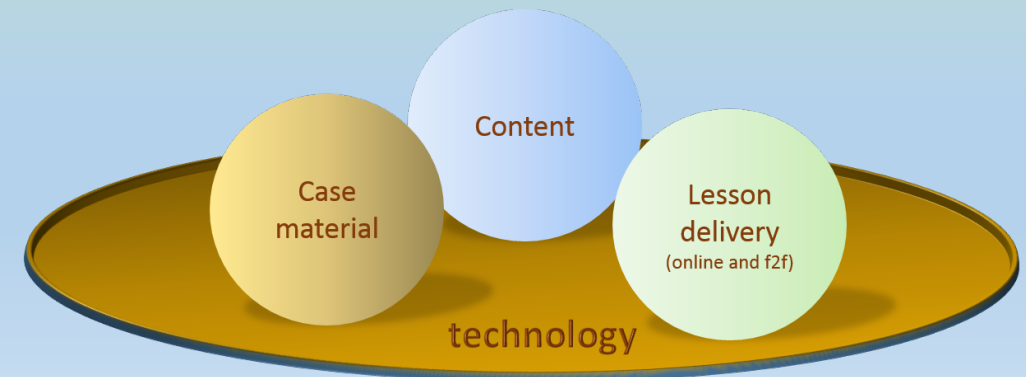 Content
Case
material
Lesson
delivery
(online and f2f)
technology